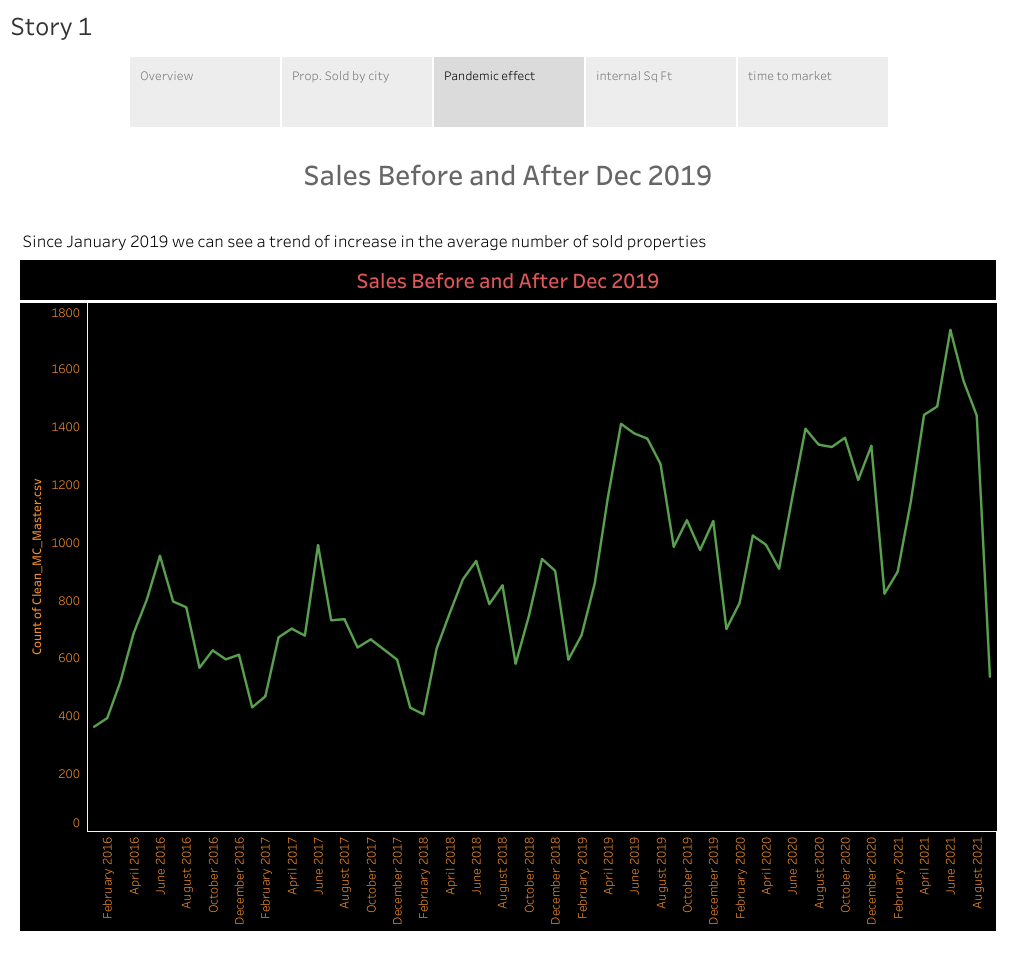 Story 1
Overview
Prop. Sold by city
Pandemic effect
internal Sq Ft
time to market
Sales Before and After Dec 2019
Since January 2019 we can see a trend of increase in the average number of sold properties
Sales Before and After Dec 2019
1800
1600
1400
1200
1000
800
600
400
200
0
Count of Clean_MC_Master.csv
February 2016
April 2016
June 2016
August 2016
October 2016
December 2016
February 2017
April 2017
June 2017
August 2017
October 2017
December 2017
February 2018
April 2018
June 2018
August 2018
October 2018
December 2018
February 2019
April 2019
June 2019
August 2019
October 2019
December 2019
February 2020
April 2020
June 2020
August 2020
October 2020
December 2020
February 2021
April 2021
June 2021
August 2021